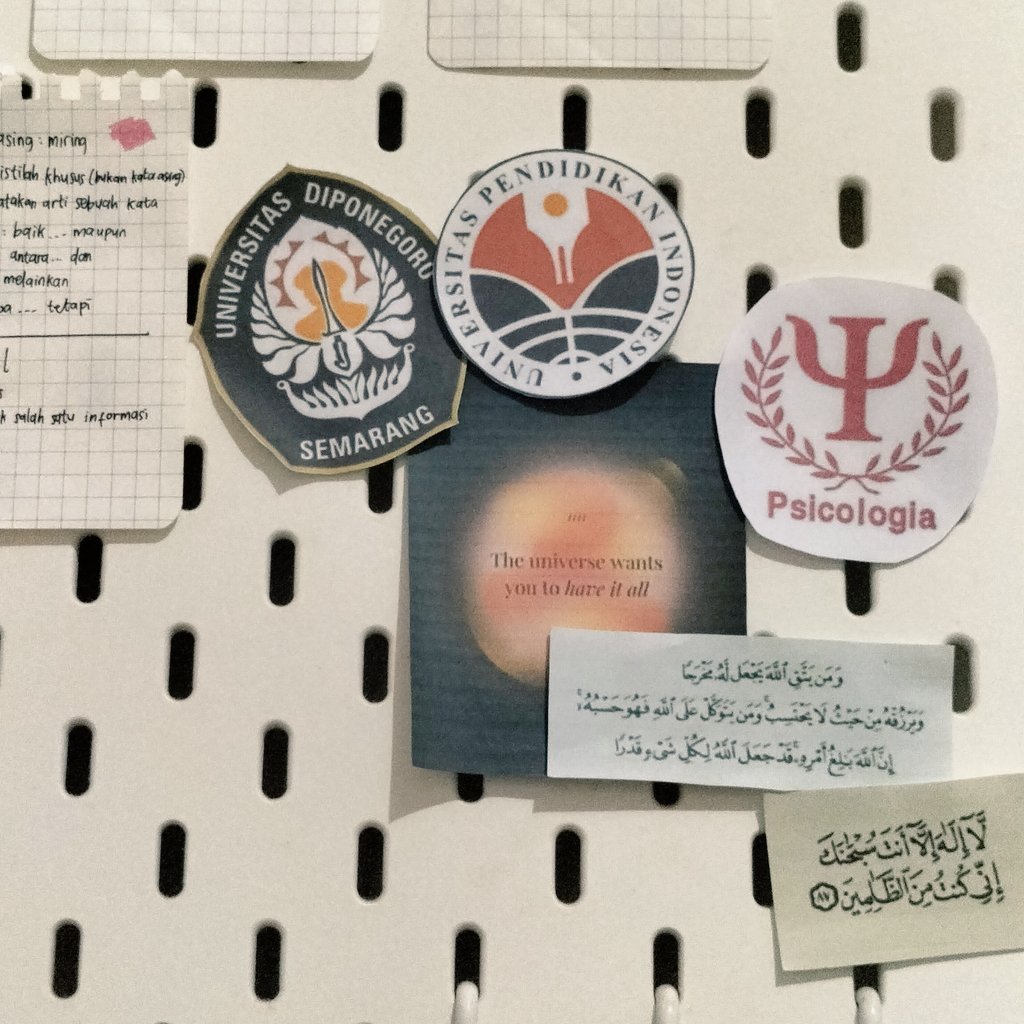 asing : miring
istilah khusus (bukan kata asing)
atakan arti sebuah kata
: baik ... maupun
antara ... dan
melainkan
... tetapi
salah satu informasi
UNIVERSITAS DIPONEGORO
SEMARANG
UNIVERSITAS PENDIDIKAN INDONESIA
Ψ
Psicologia
The universe wants
you to have it all
وَمَن يَتَّقِ ٱللَّهَ يَجْعَل لَّهُۥ مَخْرَجًا
وَيَرْزُقْهُ مِنْ حَيْثُ لَا يَحْتَسِبُ ۚ وَمَن يَتَوَكَّلْ عَلَى ٱللَّهِ فَهُوَ حَسْبُهُۥٓ ۚ
إِنَّ ٱللَّهَ بَـٰلِغُ أَمْرِهِۦ ۚ قَدْ جَعَلَ ٱللَّهُ لِكُلِّ شَىْءٍ قَدْرًا
لَّآ إِلَـٰهَ إِلَّآ أَنتَ سُبْحَـٰنَكَ
إِنِّى كُنتُ مِنَ ٱلظَّـٰلِمِينَ ٨٧